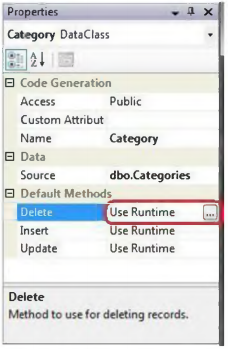 Properties
Category DataClass
Code Generation
Access Public
Custom Attribut
Name Category
Data
Source dbo.Categories
Default Methods
Delete Use Runtime ...
Insert Use Runtime
Update Use Runtime
Delete
Method to use for deleting records.